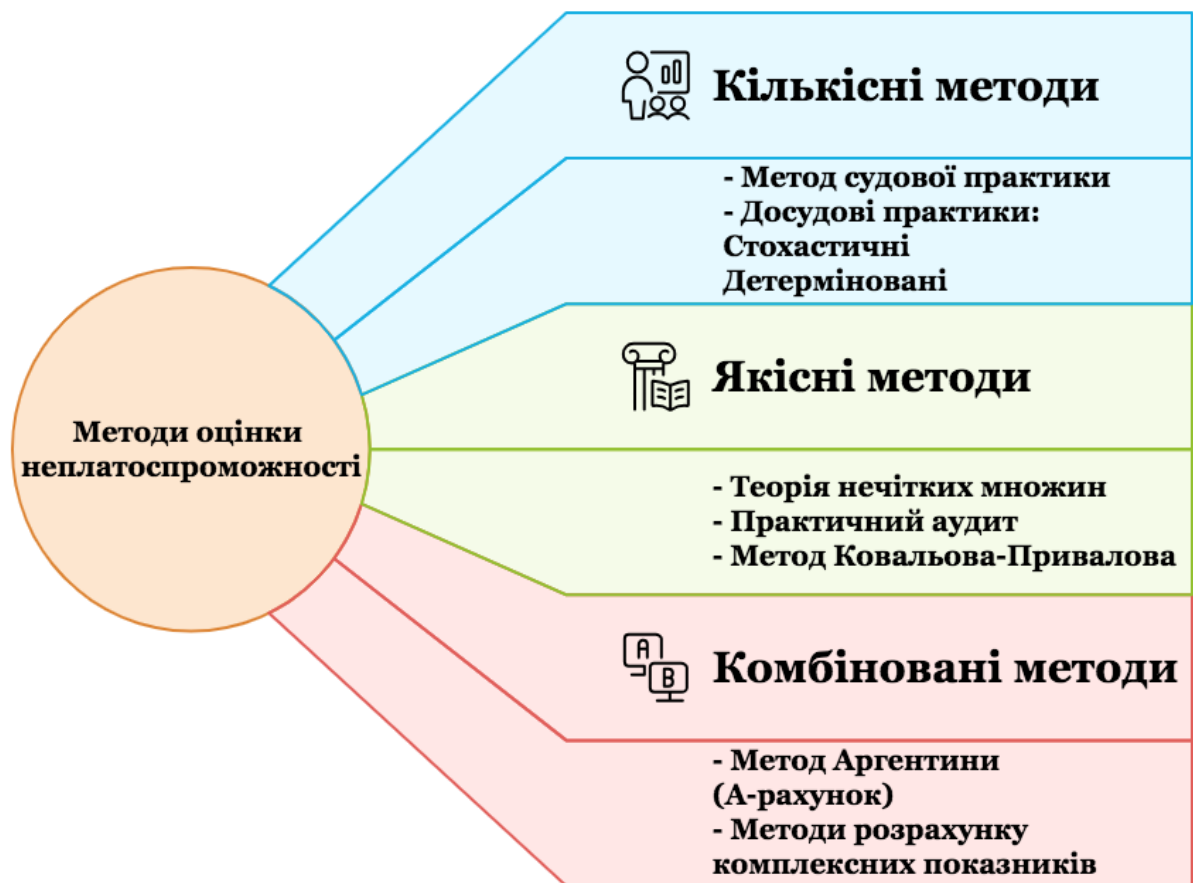 Методи оцінки
неплатоспроможності
Кількісні методи
- Метод судової практики
- Досудові практики:
Стохастичні
Детерміновані
Якісні методи
- Теорія нечітких множин
- Практичний аудит
- Метод Ковальова-Привалова
A
B
Комбіновані методи
- Метод Аргентини
(А-рахунок)
- Методи розрахунку
комплексних показників